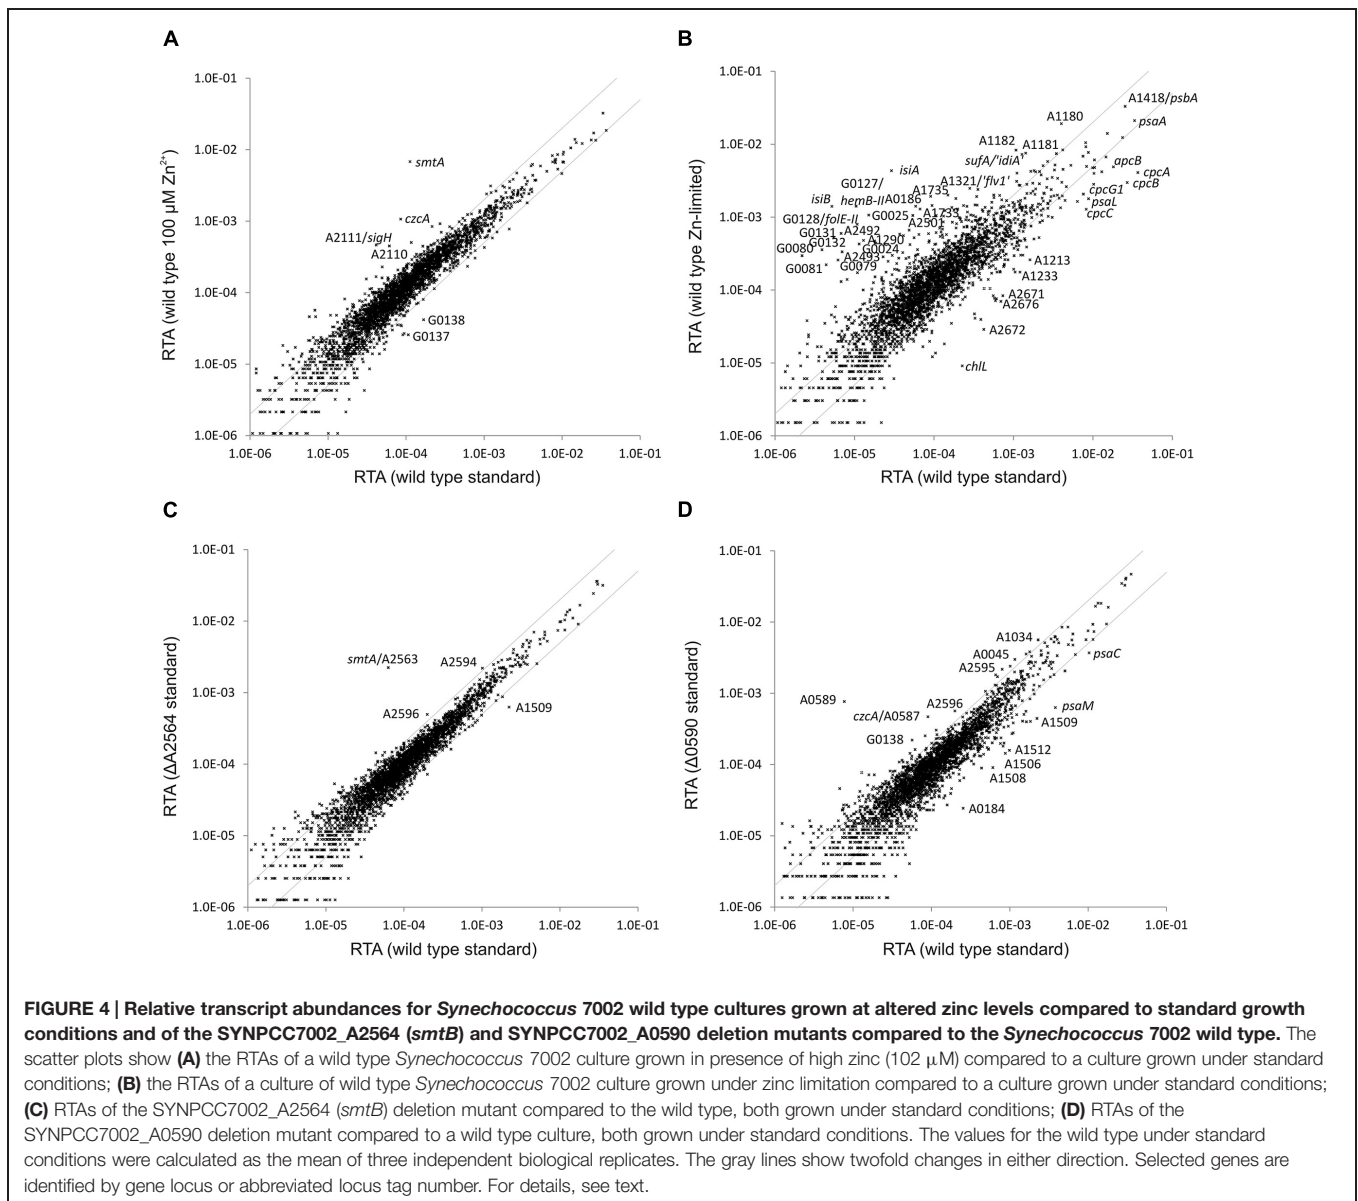 A
RTA (wild type 100 µM Zn²⁺)
1.0E-01
1.0E-02
1.0E-03
1.0E-04
1.0E-05
1.0E-06
smtA
czcA
A2111/sigH
A2110
G0138
G0137
1.0E-06 1.0E-05 1.0E-04 1.0E-03 1.0E-02 1.0E-01
RTA (wild type standard)
B
RTA (wild type Zn-limited)
1.0E-01
1.0E-02
1.0E-03
1.0E-04
1.0E-05
1.0E-06
A1418/psbA
A1180
psaA
A1182
A1181
sufA/'idiA'
apcB
isiA
cpcA
G0127/
A1321/'flv1'
cpcB
hemB-II
A0186
A1735
cpcG1
isiB
psaL
G0128/folE-II
G0025
A1733
cpcC
A2501
G0131
A2492
G0132
A1290
G0080
G0024
A2493
A1213
G0081
G0079
A1233
A2671
A2676
A2672
chlL
1.0E-06 1.0E-05 1.0E-04 1.0E-03 1.0E-02 1.0E-01
RTA (wild type standard)
C
RTA (ΔA2564 standard)
1.0E-01
1.0E-02
1.0E-03
1.0E-04
1.0E-05
1.0E-06
smtA/A2563
A2594
A2596
A1509
1.0E-06 1.0E-05 1.0E-04 1.0E-03 1.0E-02 1.0E-01
RTA (wild type standard)
D
RTA (Δ0590 standard)
1.0E-01
1.0E-02
1.0E-03
1.0E-04
1.0E-05
1.0E-06
A1034
A0045
psaC
A2595
A0589
A2596
psaM
czcA/A0587
A1509
G0138
A1512
A1506
A1508
A0184
1.0E-06 1.0E-05 1.0E-04 1.0E-03 1.0E-02 1.0E-01
RTA (wild type standard)
FIGURE 4 | Relative transcript abundances for Synechococcus 7002 wild type cultures grown at altered zinc levels compared to standard growth
conditions and of the SYNPCC7002_A2564 (smtB) and SYNPCC7002_A0590 deletion mutants compared to the Synechococcus 7002 wild type. The
scatter plots show (A) the RTAs of a wild type Synechococcus 7002 culture grown in presence of high zinc (102 µM) compared to a culture grown under standard
conditions; (B) the RTAs of a culture of wild type Synechococcus 7002 culture grown under zinc limitation compared to a culture grown under standard conditions;
(C) RTAs of the SYNPCC7002_A2564 (smtB) deletion mutant compared to the wild type, both grown under standard conditions; (D) RTAs of the
SYNPCC7002_A0590 deletion mutant compared to a wild type culture, both grown under standard conditions. The values for the wild type under standard
conditions were calculated as the mean of three independent biological replicates. The gray lines show twofold changes in either direction. Selected genes are
identified by gene locus or abbreviated locus tag number. For details, see text.